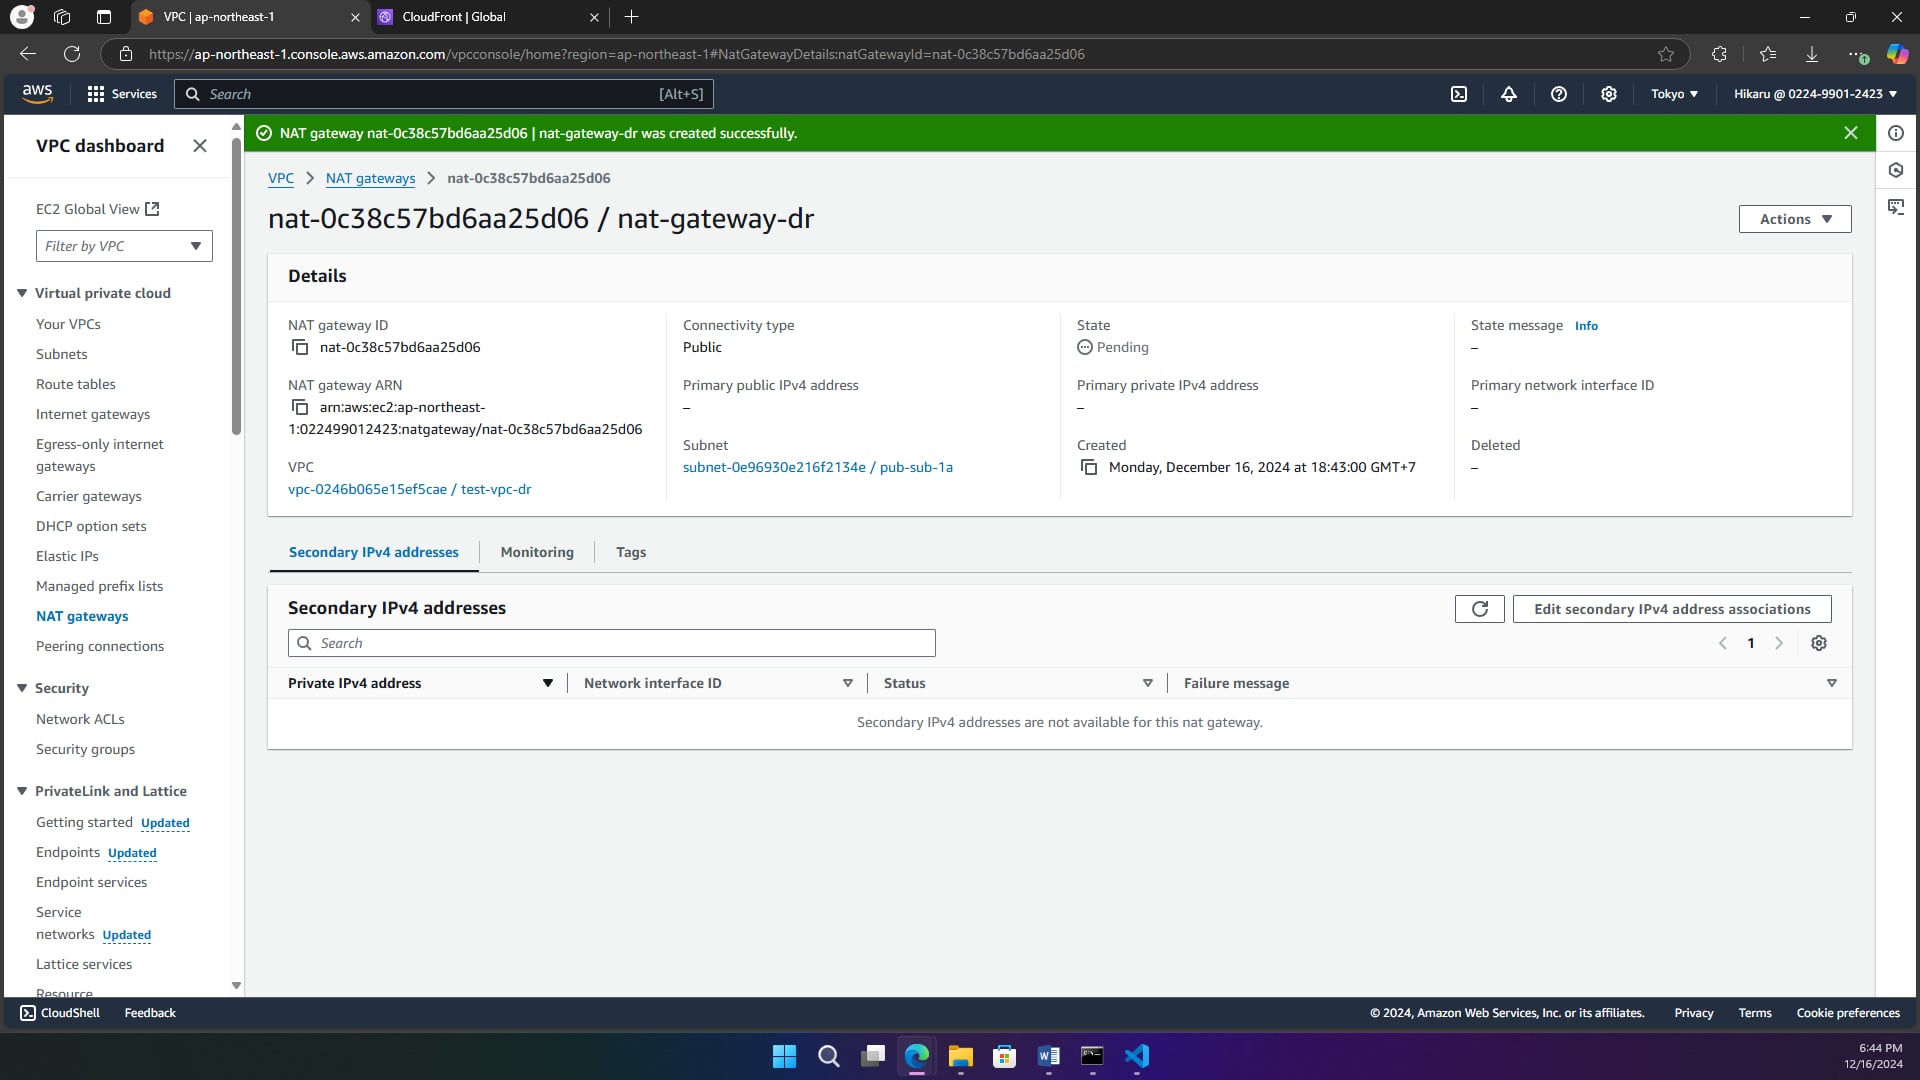 VPC | ap-northeast-1
CloudFront | Global
https://ap-northeast-1.console.aws.amazon.com/vpcconsole/home?region=ap-northeast-1#NatGatewayDetails:natGatewayId=nat-0c38c57bd6aa25d06
aws
Services
Search
[Alt+S]
Tokyo
Hikaru @ 0224-9901-2423
VPC dashboard
EC2 Global View
Filter by VPC
Virtual private cloud
Your VPCs
Subnets
Route tables
Internet gateways
Egress-only internet
gateways
Carrier gateways
DHCP option sets
Elastic IPs
Managed prefix lists
NAT gateways
Peering connections
Security
Network ACLs
Security groups
PrivateLink and Lattice
Getting started Updated
Endpoints Updated
Endpoint services
Service
networks Updated
Lattice services
Resource
NAT gateway nat-0c38c57bd6aa25d06 | nat-gateway-dr was created successfully.
VPC > NAT gateways > nat-0c38c57bd6aa25d06
nat-0c38c57bd6aa25d06 / nat-gateway-dr
Actions
Details
NAT gateway ID
nat-0c38c57bd6aa25d06
NAT gateway ARN
arn:aws:ec2:ap-northeast-
1:022499012423:natgateway/nat-0c38c57bd6aa25d06
VPC
vpc-0246b065e15ef5cae / test-vpc-dr
Connectivity type
Public
Primary public IPv4 address
–
Subnet
subnet-0e96930e216f2134e / pub-sub-1a
State
Pending
Primary private IPv4 address
–
Created
Monday, December 16, 2024 at 18:43:00 GMT+7
State message Info
–
Primary network interface ID
–
Deleted
–
Secondary IPv4 addresses
Monitoring
Tags
Secondary IPv4 addresses
Edit secondary IPv4 address associations
Search
1
Private IPv4 address
Network interface ID
Status
Failure message
Secondary IPv4 addresses are not available for this nat gateway.
CloudShell
Feedback
© 2024, Amazon Web Services, Inc. or its affiliates.
Privacy
Terms
Cookie preferences
6:44 PM
12/16/2024